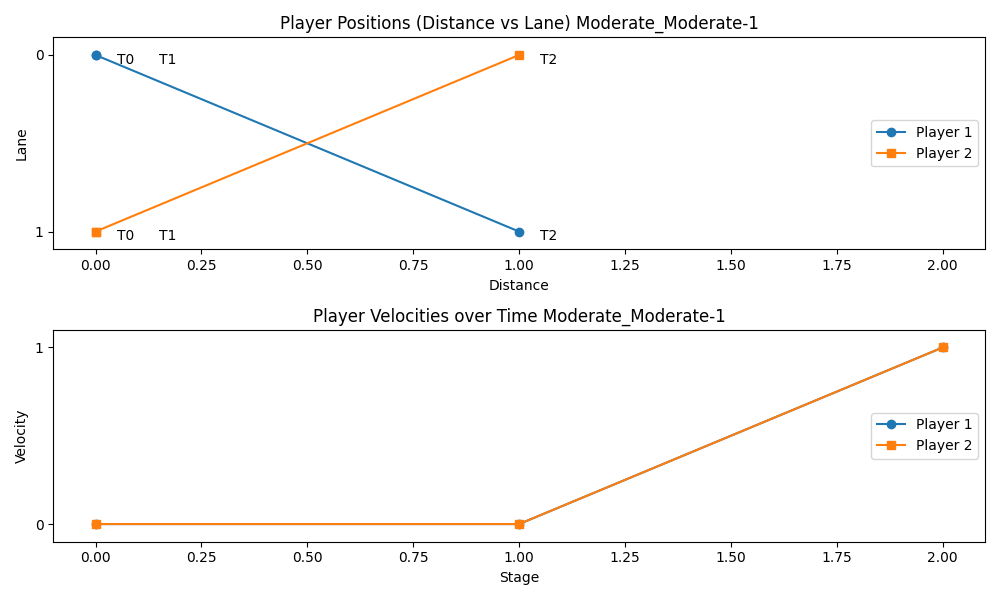 Player Positions (Distance vs Lane) Moderate_Moderate-1
0
T0 T1 T2
Lane
Player 1
Player 2
1
T0 T1 T2
0.00 0.25 0.50 0.75 1.00 1.25 1.50 1.75 2.00
Distance
Player Velocities over Time Moderate_Moderate-1
1
Velocity
Player 1
Player 2
0
0.00 0.25 0.50 0.75 1.00 1.25 1.50 1.75 2.00
Stage